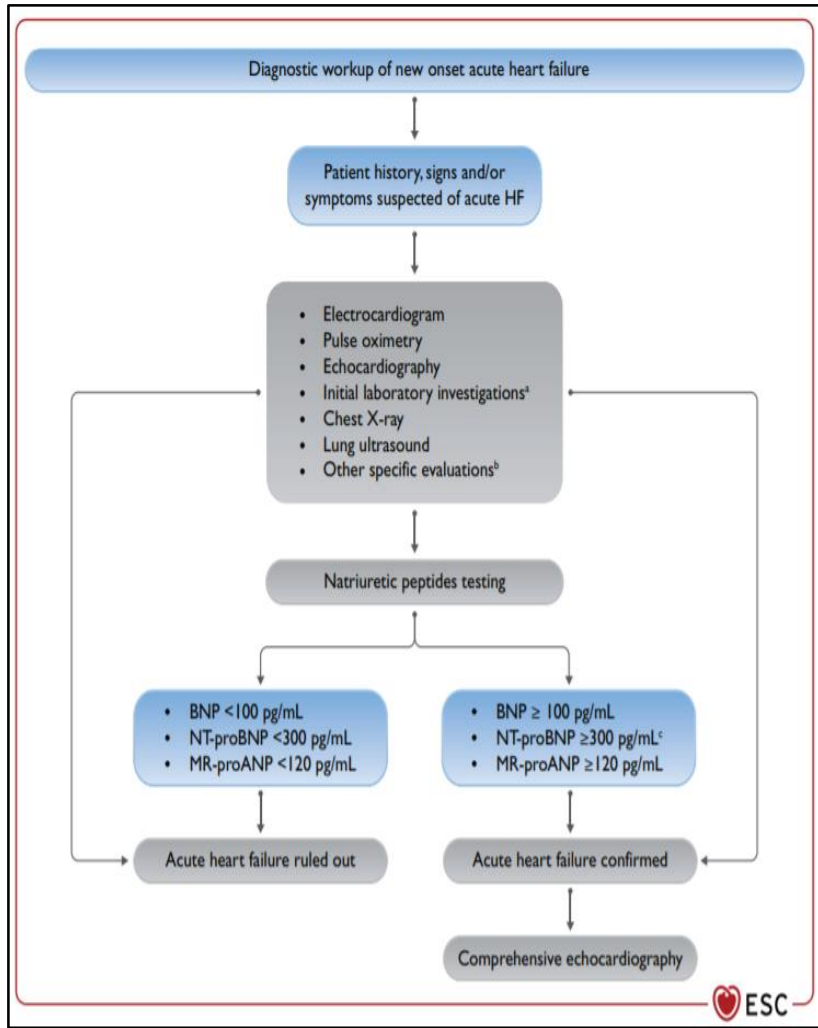 Diagnostic workup of new onset acute heart failure
Patient history, signs and/or
symptoms suspected of acute HF
• Electrocardiogram
• Pulse oximetry
• Echocardiography
• Initial laboratory investigationsᵃ
• Chest X-ray
• Lung ultrasound
• Other specific evaluationsᵇ
Natriuretic peptides testing
• BNP <100 pg/mL
• NT-proBNP <300 pg/mL
• MR-proANP <120 pg/mL
• BNP ≥ 100 pg/mL
• NT-proBNP ≥300 pg/mLᶜ
• MR-proANP ≥120 pg/mL
Acute heart failure ruled out
Acute heart failure confirmed
Comprehensive echocardiography
ESC